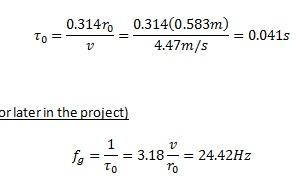 τ₀ = 0.314r₀ / v = 0.314(0.583m) / 4.47m/s = 0.041s
or later in the project)
f_g = 1 / τ₀ = 3.18 v / r₀ = 24.42Hz